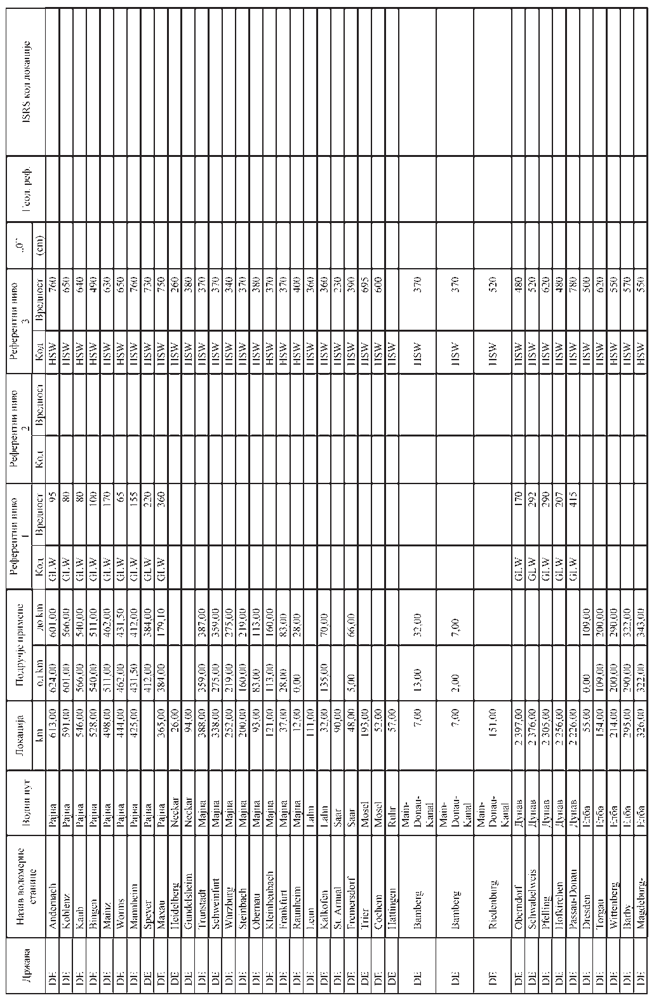 Држава Назив водомерне станице Водни пут Локација Подручје примене Референтни ниво 1 Референтни ниво 2 Референтни ниво 3 „0“ Геод. реф. ISRS код локације
km од km до km Код Вредност Код Вредност Код Вредност (cm)
DE Andernach Рајна 613,00 624,00 601,00 GLW 95 HSW 760
DE Koblenz Рајна 591,00 601,00 566,00 GLW 80 HSW 650
DE Kaub Рајна 546,00 566,00 540,00 GLW 80 HSW 640
DE Bingen Рајна 528,00 540,00 511,00 GLW 100 HSW 490
DE Mainz Рајна 498,00 511,00 462,00 GLW 170 HSW 630
DE Worms Рајна 444,00 462,00 431,50 GLW 65 HSW 650
DE Mannheim Рајна 425,00 431,50 412,00 GLW 155 HSW 760
DE Speyer Рајна 412,00 384,00 GLW 220 HSW 730
DE Maxau Рајна 365,00 384,00 179,10 GLW 360 HSW 750
DE Heidelberg Neckar 26,00 HSW 260
DE Gundelsheim Neckar 94,00 HSW 380
DE Trunstadt Мајна 388,00 359,00 387,00 HSW 370
DE Schweinfurt Мајна 338,00 275,00 359,00 HSW 370
DE Wurzburg Мајна 252,00 219,00 275,00 HSW 340
DE Steinbach Мајна 200,00 160,00 219,00 HSW 370
DE Obernau Мајна 93,00 83,00 113,00 HSW 380
DE Kleinheubach Мајна 121,00 113,00 160,00 HSW 370
DE Frankfurt Мајна 37,00 28,00 83,00 HSW 370
DE Raunheim Мајна 12,00 0,00 28,00 HSW 400
DE Leun Lahn 111,00 HSW 360
DE Kalkofen Lahn 32,00 135,00 70,00 HSW 360
DE St. Arnual Saar 90,00 HSW 230
DE Fremersdorf Saar 48,00 5,00 66,00 HSW 390
DE Trier Mosel 193,00 HSW 695
DE Cochem Mosel 52,00 HSW 600
DE Hattingen Ruhr 57,00 HSW
DE Bamberg Main-Donau-Kanal 7,00 13,00 32,00 HSW 370
DE Bamberg Main-Donau-Kanal 7,00 2,00 7,00 HSW 370
DE Riedenburg Main-Donau-Kanal 151,00 HSW 520
DE Oberndorf Дунав 2 397,00 GLW 170 HSW 480
DE Schwabelweis Дунав 2 376,00 GLW 292 HSW 520
DE Pfelling Дунав 2 305,00 GLW 290 HSW 620
DE Hofkirchen Дунав 2 256,00 GLW 207 HSW 480
DE Passau-Donau Дунав 2 226,00 GLW 415 HSW 780
DE Dresden Елба 55,00 0,00 109,00 HSW 500
DE Torgau Елба 154,00 109,00 200,00 HSW 620
DE Wittenberg Елба 214,00 200,00 290,00 HSW 550
DE Barby Елба 295,00 290,00 322,00 HSW 570
DE Magdeburg- Елба 326,00 322,00 343,00 HSW 550